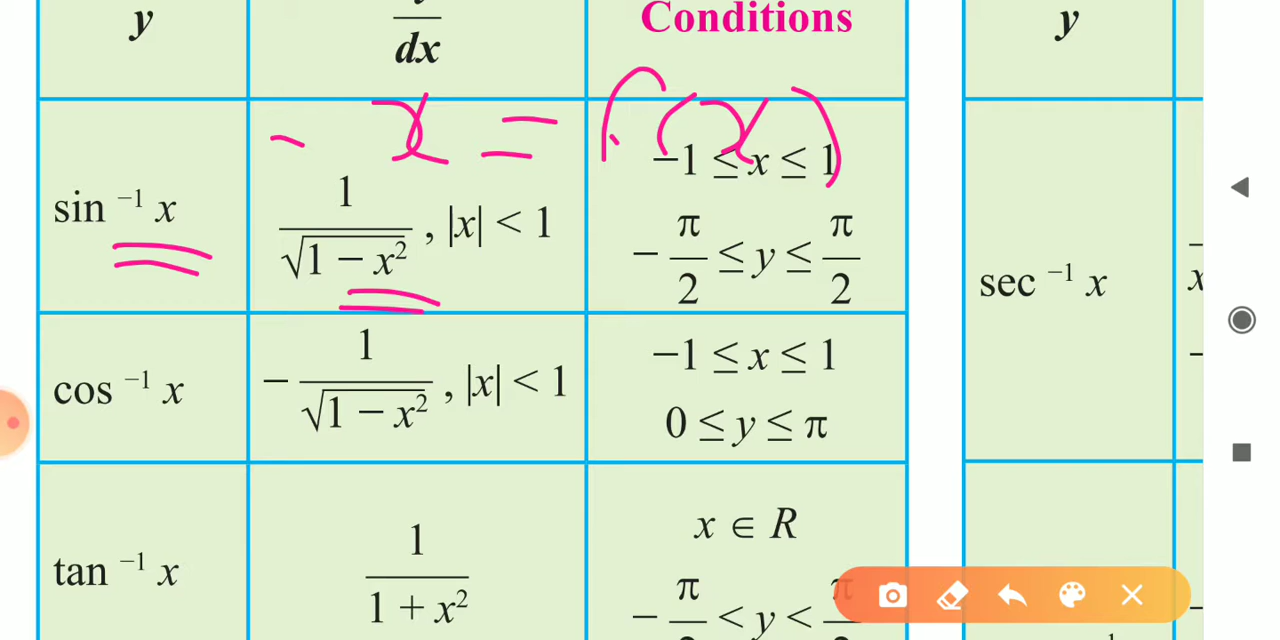 y
dx
Conditions
y
x = f(x)
sin ⁻¹ x
1
√1 − x² , |x| < 1
−1 ≤ x ≤ 1
−π/2 ≤ y ≤ π/2
sec ⁻¹ x
cos ⁻¹ x
− 1
√1 − x² , |x| < 1
−1 ≤ x ≤ 1
0 ≤ y ≤ π
tan ⁻¹ x
1
1 + x²
x ∈ R
− π < y < π